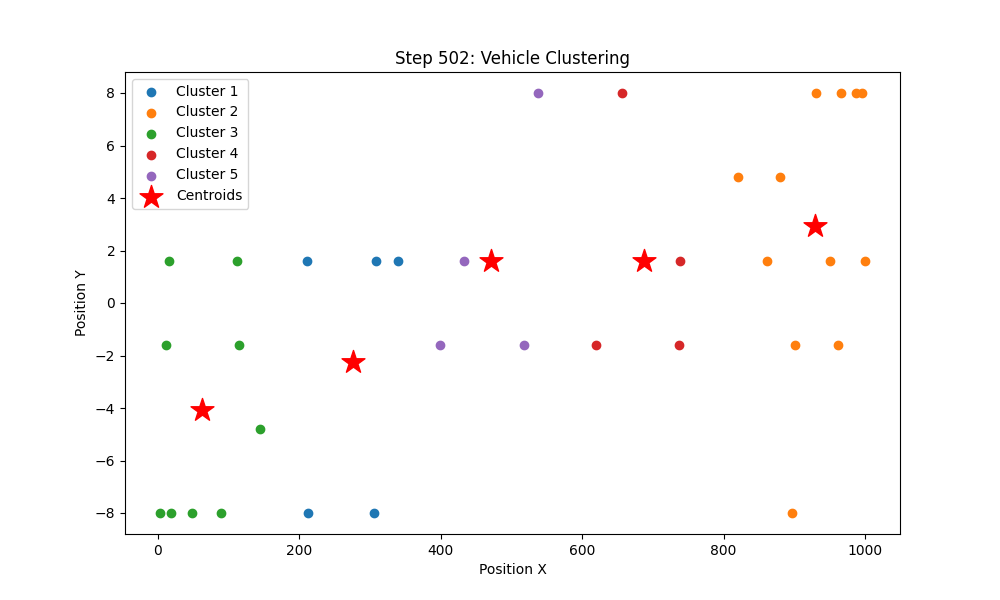 Step 502: Vehicle Clustering
Cluster 1
Cluster 2
Cluster 3
Cluster 4
Cluster 5
Centroids
8
6
4
2
0
−2
−4
−6
−8
Position Y
0 200 400 600 800 1000
Position X